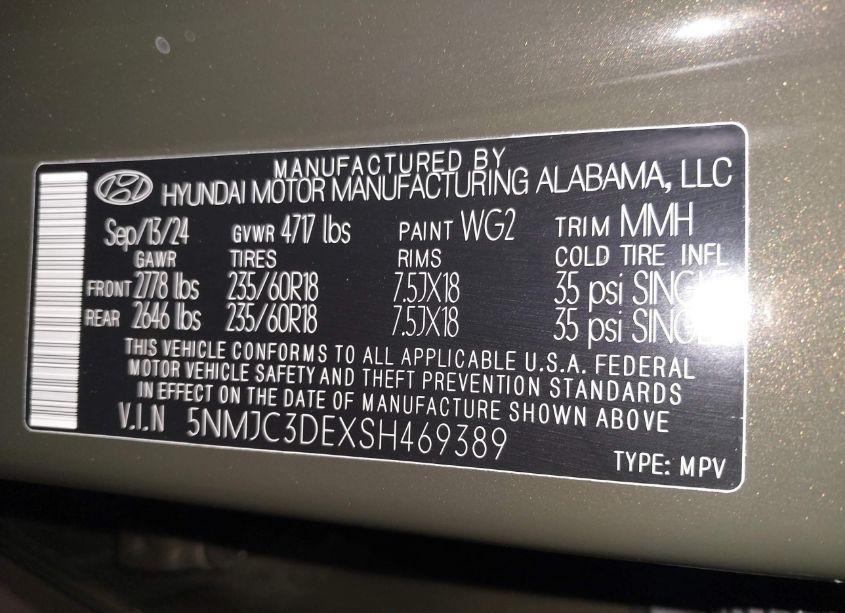 MANUFACTURED BY
HYUNDAI MOTOR MANUFACTURING ALABAMA, LLC
Sep/13/24 GVWR 4717 lbs PAINT WG2 TRIM MMH
GAWR TIRES RIMS COLD TIRE INFL
FRONT 2778 lbs 235/60R18 7.5JX18 35 psi SINGLE
REAR 2646 lbs 235/60R18 7.5JX18 35 psi SINGLE
THIS VEHICLE CONFORMS TO ALL APPLICABLE U.S.A. FEDERAL
MOTOR VEHICLE SAFETY AND THEFT PREVENTION STANDARDS
IN EFFECT ON THE DATE OF MANUFACTURE SHOWN ABOVE
V.I.N 5NMJC3DEXSH469389
TYPE: MPV